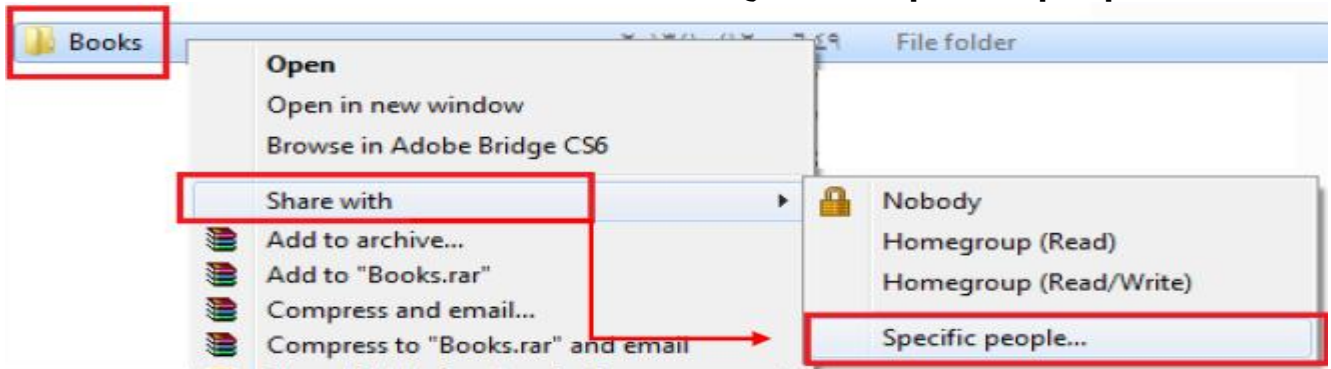 Books
File folder
Open
Open in new window
Browse in Adobe Bridge CS6
Share with
Add to archive...
Add to "Books.rar"
Compress and email...
Compress to "Books.rar" and email
Nobody
Homegroup (Read)
Homegroup (Read/Write)
Specific people...